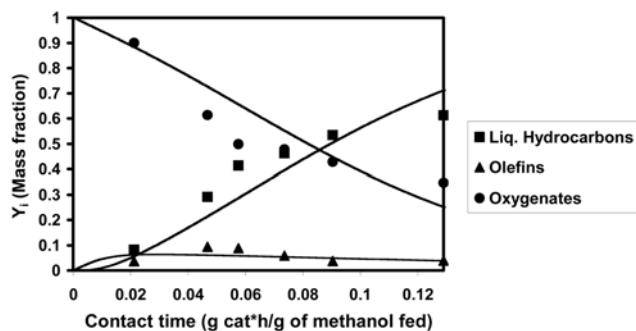 1
0.9
0.8
0.7
0.6
0.5
0.4
0.3
0.2
0.1
0
Yi (Mass fraction)
0 0.02 0.04 0.06 0.08 0.1 0.12
Contact time (g cat*h/g of methanol fed)
Liq. Hydrocarbons
Olefins
Oxygenates